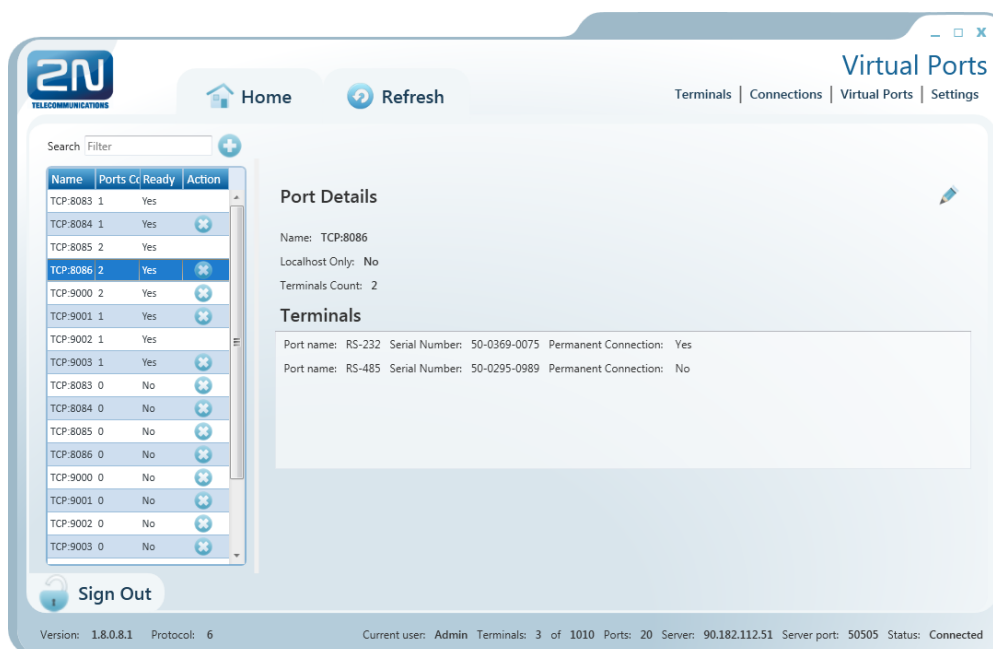 Virtual Ports
2N
TELECOMMUNICATIONS
Home
Refresh
Terminals | Connections | Virtual Ports | Settings
Search Filter
Name Ports Cc Ready Action
TCP:8083 1 Yes
TCP:8084 1 Yes
TCP:8085 2 Yes
TCP:8086 2 Yes
TCP:9000 2 Yes
TCP:9001 1 Yes
TCP:9002 1 Yes
TCP:9003 1 Yes
TCP:8083 0 No
TCP:8084 0 No
TCP:8085 0 No
TCP:8086 0 No
TCP:9000 0 No
TCP:9001 0 No
TCP:9002 0 No
TCP:9003 0 No
Port Details
Name: TCP:8086
Localhost Only: No
Terminals Count: 2
Terminals
Port name: RS-232 Serial Number: 50-0369-0075 Permanent Connection: Yes
Port name: RS-485 Serial Number: 50-0295-0989 Permanent Connection: No
Sign Out
Version: 1.8.0.8.1 Protocol: 6 Current user: Admin Terminals: 3 of 1010 Ports: 20 Server: 90.182.112.51 Server port: 50505 Status: Connected